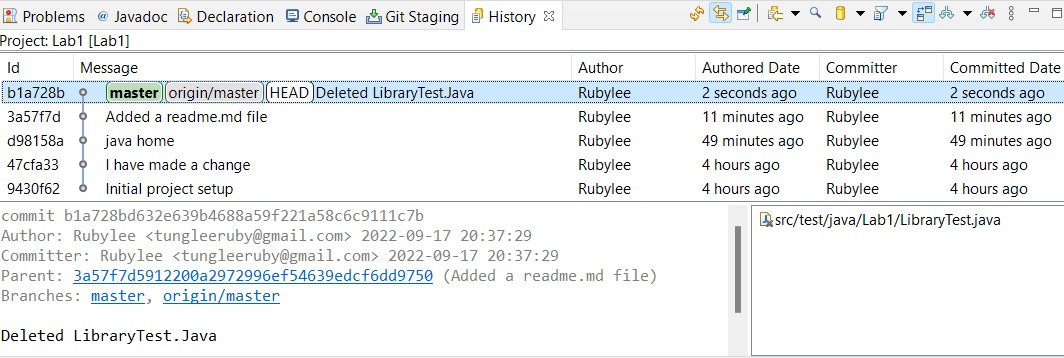 Problems @ Javadoc Declaration Console Git Staging History
Project: Lab1 [Lab1]
Id Message Author Authored Date Committer Committed Date
b1a728b master origin/master HEAD Deleted LibraryTest.Java Rubylee 2 seconds ago Rubylee 2 seconds ago
3a57f7d Added a readme.md file Rubylee 11 minutes ago Rubylee 11 minutes ago
d98158a java home Rubylee 49 minutes ago Rubylee 49 minutes ago
47cfa33 I have made a change Rubylee 4 hours ago Rubylee 4 hours ago
9430f62 Initial project setup Rubylee 4 hours ago Rubylee 4 hours ago
commit b1a728bd632e639b4688a59f221a58c6c9111c7b
Author: Rubylee <tungleeruby@gmail.com> 2022-09-17 20:37:29
Committer: Rubylee <tungleeruby@gmail.com> 2022-09-17 20:37:29
Parent: 3a57f7d5912200a2972996ef54639edcf6dd9750 (Added a readme.md file)
Branches: master, origin/master
Deleted LibraryTest.Java
src/test/java/Lab1/LibraryTest.java